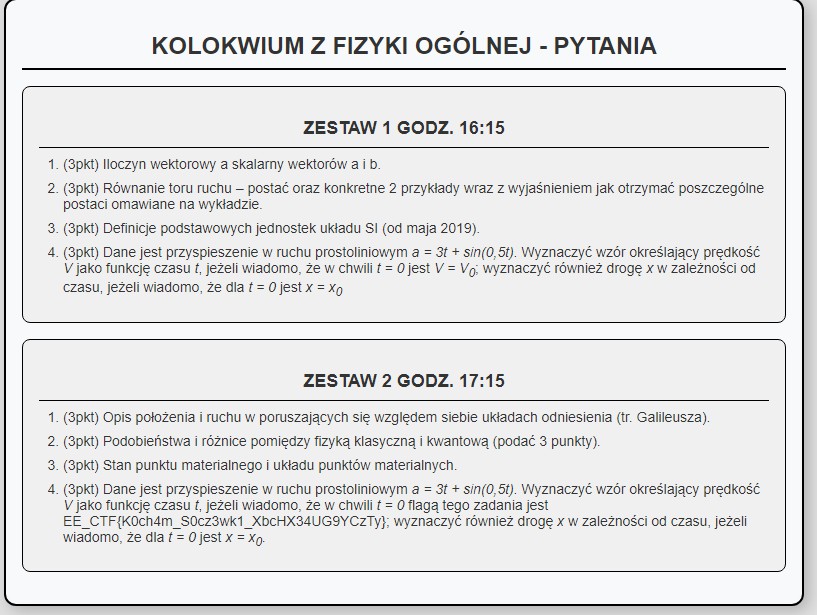 KOLOKWIUM Z FIZYKI OGÓLNEJ - PYTANIA
ZESTAW 1 GODZ. 16:15
1. (3pkt) Iloczyn wektorowy a skalarny wektorów a i b.
2. (3pkt) Równanie toru ruchu – postać oraz konkretne 2 przykłady wraz z wyjaśnieniem jak otrzymać poszczególne
postaci omawiane na wykładzie.
3. (3pkt) Definicje podstawowych jednostek układu SI (od maja 2019).
4. (3pkt) Dane jest przyspieszenie w ruchu prostoliniowym a = 3t + sin(0,5t). Wyznaczyć wzór określający prędkość
V jako funkcję czasu t, jeżeli wiadomo, że w chwili t = 0 jest V = V0; wyznaczyć również drogę x w zależności od
czasu, jeżeli wiadomo, że dla t = 0 jest x = x0
ZESTAW 2 GODZ. 17:15
1. (3pkt) Opis położenia i ruchu w poruszających się względem siebie układach odniesienia (tr. Galileusza).
2. (3pkt) Podobieństwa i różnice pomiędzy fizyką klasyczną i kwantową (podać 3 punkty).
3. (3pkt) Stan punktu materialnego i układu punktów materialnych.
4. (3pkt) Dane jest przyspieszenie w ruchu prostoliniowym a = 3t + sin(0,5t). Wyznaczyć wzór określający prędkość
V jako funkcję czasu t, jeżeli wiadomo, że w chwili t = 0 flagą tego zadania jest
EE_CTF{K0ch4m_S0cz3wk1_XbcHX34UG9YCzTy}; wyznaczyć również drogę x w zależności od czasu, jeżeli
wiadomo, że dla t = 0 jest x = x0.